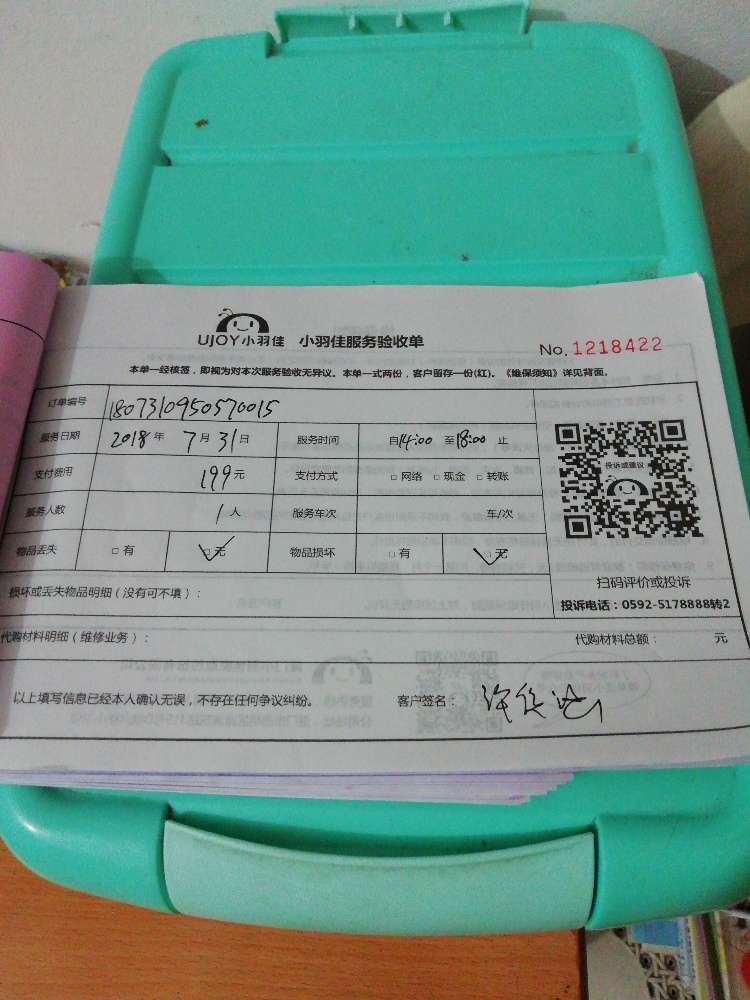 UJOY小羽佳 小羽佳服务验收单
No. 1218422
本单一经核签，即视为对本次服务验收无异议。本单一式两份，客户留存一份(红)。《维保须知》详见背面。
订单编号 1807310950570015
服务日期 2018年 7月31日 服务时间 自14:00 至18:00 止
支付费用 199元 支付方式 □网络 □现金 □转账
服务人数 1人 服务车次 车/次
物品丢失 □有 □无 物品损坏 □有 □无
投诉或建议
扫码评价或投诉
投诉电话：0592-5178888转2
损坏或丢失物品明细（没有可不填）：
代购材料明细（维修业务）： 代购材料总额： 元
以上填写信息已经本人确认无误，不存在任何争议纠纷。 客户签名：